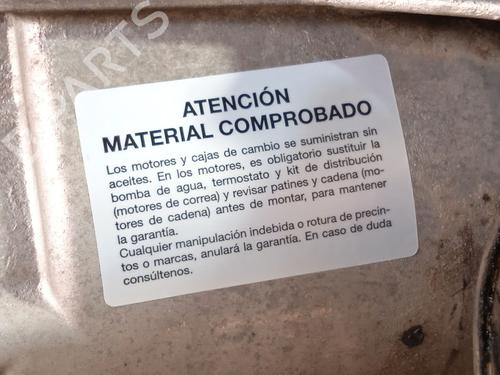 PARTS
ATENCIÓN
MATERIAL COMPROBADO
Los motores y cajas de cambio se suministran sin
aceites. En los motores, es obligatorio sustituir la
bomba de agua, termostato y kit de distribución
(motores de correa) y revisar patines y cadena (mo-
tores de cadena) antes de montar, para mantener
la garantía.
Cualquier manipulación indebida o rotura de precin-
tos o marcas, anulará la garantía. En caso de duda
consúltenos.